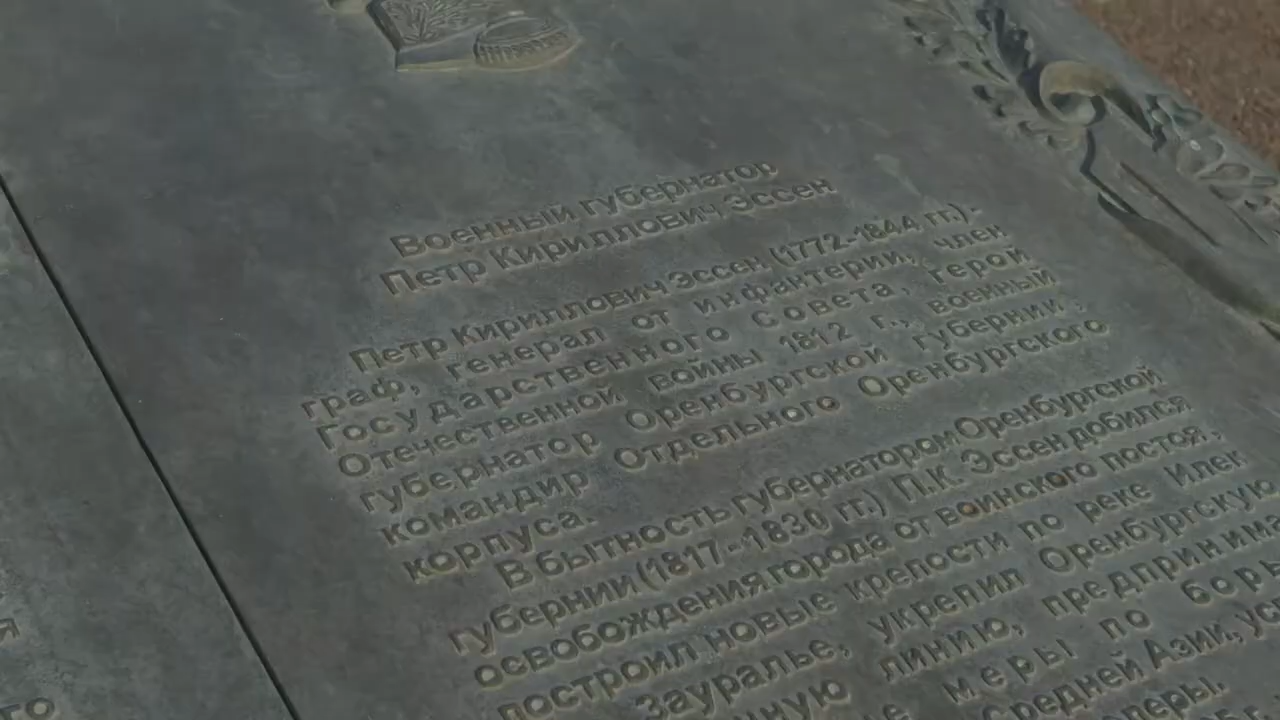 Военный губернатор
Петр Кириллович Эссен
Петр Кириллович Эссен (1772-1844 гг.)-
граф, генерал от инфантерии, член
Государственного Совета, герой
Отечественной войны 1812 г., военный
губернатор Оренбургской губернии,
командир Отдельного Оренбургского
корпуса.
В бытность губернатором Оренбургской
губернии (1817-1830 гг.) П.К. Эссен добился
освобождения города от воинского постоя,
построил новые крепости по реке Илек
Зауралье, укрепил Оренбургскую
линию, предпринима
меры по борь
Средней Азии, ус